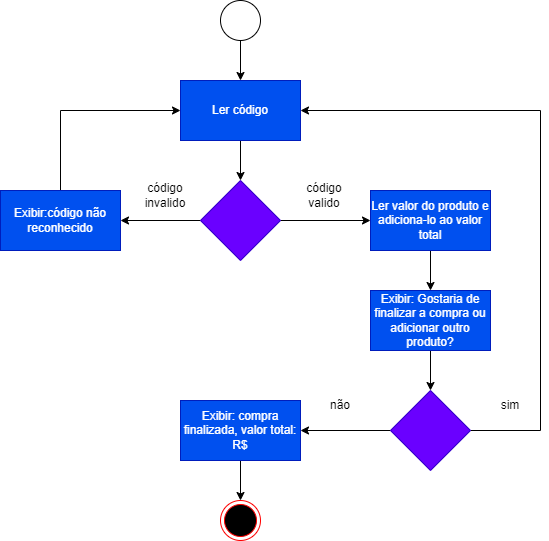 Ler código
código
inválido
código
valido
Exibir:código não
reconhecido
Ler valor do produto e
adiciona-lo ao valor
total
Exibir: Gostaria de
finalizar a compra ou
adicionar outro
produto?
não
sim
Exibir: compra
finalizada, valor total:
R$